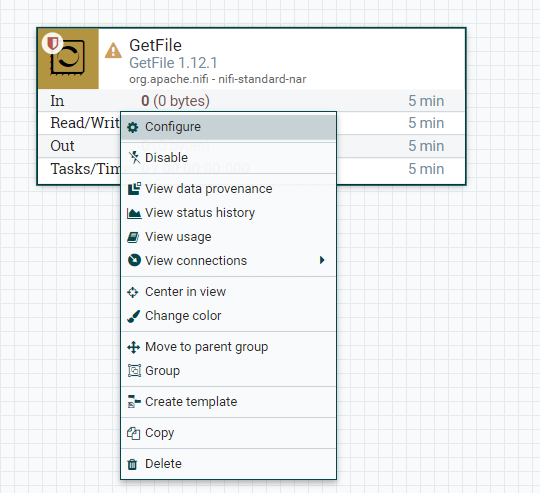 GetFile
GetFile 1.12.1
org.apache.nifi - nifi-standard-nar
In 0 (0 bytes) 5 min
Read/Writ 5 min
Out 5 min
Tasks/Tim 5 min
Configure
Disable
View data provenance
View status history
View usage
View connections
Center in view
Change color
Move to parent group
Group
Create template
Copy
Delete